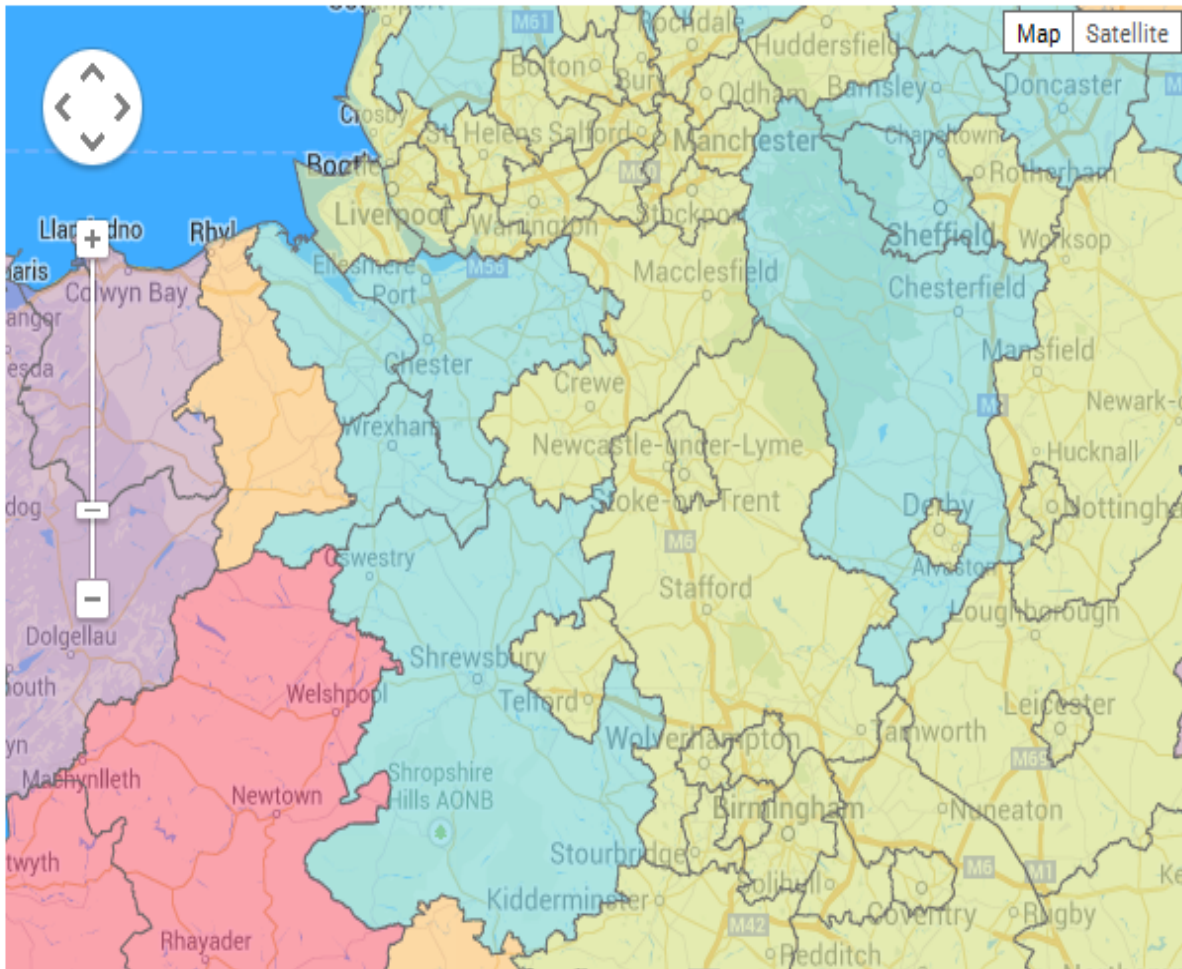 M61
Rochdale
Map
Satellite
Huddersfield
Bolton
Bury
Barnsley
Doncaster
Oldham
Crosby
St. Helens
Salford
Manchester
Chapeltown
M60
Rotherham
Liverpool
Warrington
Stockport
Sheffield
Worksop
Rhyl
Colwyn Bay
Ellesmere
Port
M56
Macclesfield
Chesterfield
Chester
Mansfield
Crewe
Wrexham
Newcastle-under-Lyme
Hucknall
Stoke-on-Trent
Derby
Nottingham
M6
Oswestry
Alvaston
Stafford
Loughborough
Dolgellau
Shrewsbury
Welshpool
Telford
Leicester
Wolverhampton
Tamworth
M69
Machynlleth
Shropshire
Hills AONB
Newtown
Birmingham
Nuneaton
Stourbridge
M6
M1
Solihull
Kidderminster
Coventry
Rugby
M42
Rhayader
Redditch